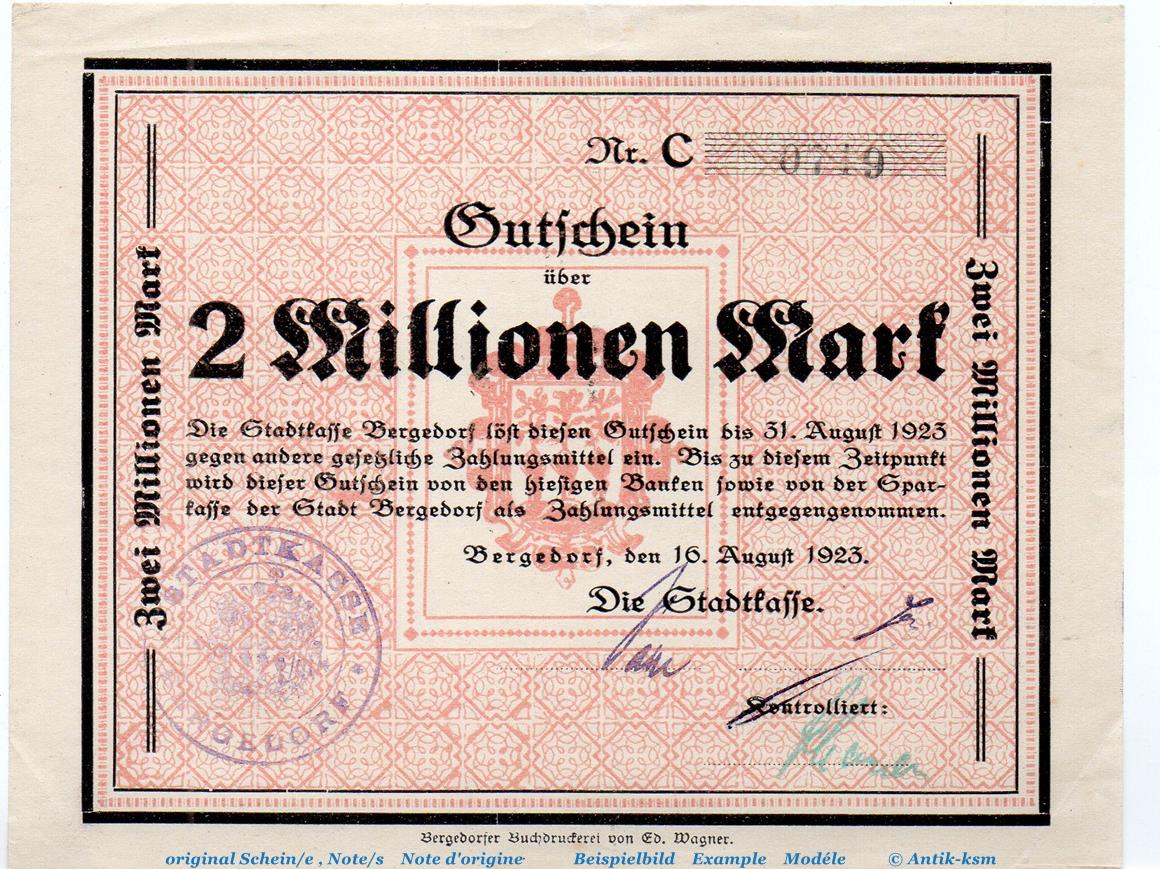 Nr. C 0719
Gutschein
über
2 Millionen Mark
Die Stadtkasse Bergedorf löst diesen Gutschein bis 31. August 1923
gegen andere gesetzliche Zahlungsmittel ein. Bis zu diesem Zeitpunkt
wird dieser Gutschein von den hiesigen Banken sowie von der Spar-
kasse der Stadt Bergedorf als Zahlungsmittel entgegengenommen.
Bergedorf, den 16. August 1923.
Die Stadtkasse.
Kontrolliert:
Zwei Millionen Mark
Zwei Millionen Mark
STADTKASSE
Bergedorfer Buchdruckerei von Ed. Wagner.
original Schein/e , Note/s Note d'origine Beispielbild Example Modéle © Antik-ksm